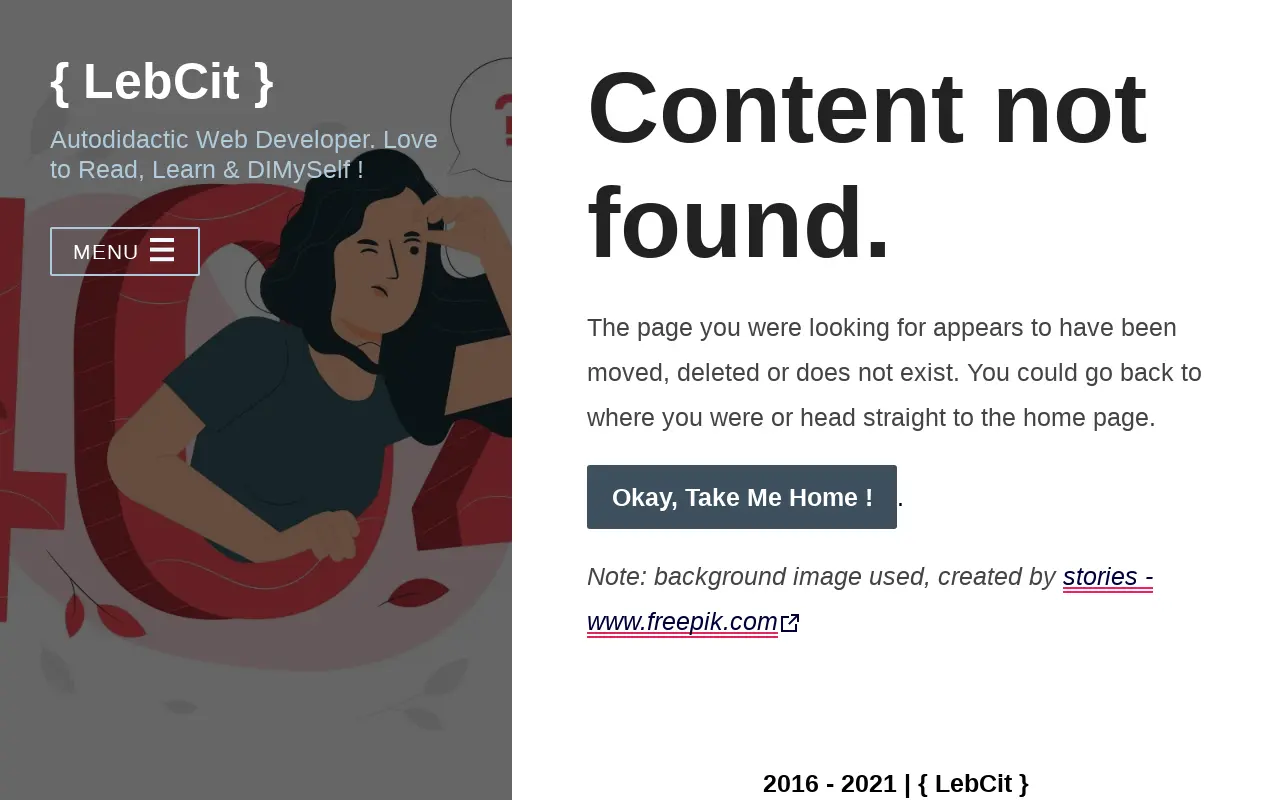 { LebCit }
Autodidactic Web Developer. Love
to Read, Learn & DIMySelf !
MENU
Content not
found.
The page you were looking for appears to have been
moved, deleted or does not exist. You could go back to
where you were or head straight to the home page.
Okay, Take Me Home ! .
Note: background image used, created by stories -
www.freepik.com
2016 - 2021 | { LebCit }